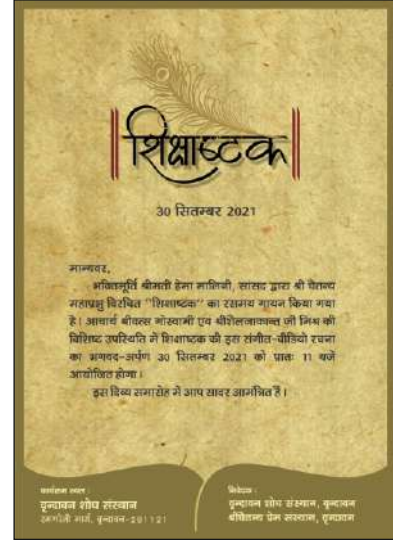 शिक्षाष्टक
30 सितम्बर 2021
मान्यवर,
भक्तिमूर्ति श्रीमती हेमा मालिनी, सांसद द्वारा श्री चैतन्य
महाप्रभु विरचित "शिक्षाष्टक" का रसमय गायन किया गया
है। आचार्य श्रीवत्स गोस्वामी एवं श्रीशैलजाकान्त जी मिश्र की
विशिष्ट उपस्थिति में शिक्षाष्टक की इस संगीत-वीडियो रचना
का भगवद-अर्पण 30 सितम्बर 2021 को प्रातः 11 बजे
आयोजित होगा।
इस दिव्य समारोह में आप सादर आमंत्रित हैं।
कार्यक्रम स्थल :
वृन्दावन शोध संस्थान
रमणरेती मार्ग, वृन्दावन-281121
निवेदक :
वृन्दावन शोध संस्थान, वृन्दावन
श्रीचैतन्य प्रेम संस्थान, वृन्दावन